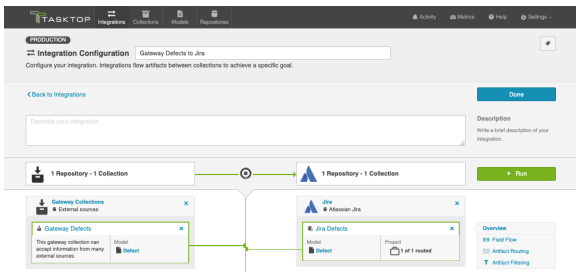 TASKTOP
Integrations
Collections
Models
Repositories
Activity
Metrics
Help
Settings
PRODUCTION
Integration Configuration
Gateway Defects to Jira
Configure your integration. Integrations flow artifacts between collections to achieve a specific goal.
Back to Integrations
Done
Describe your integration
Description
Write a brief description of your
integration.
1 Repository - 1 Collection
1 Repository - 1 Collection
Run
Gateway Collections
External sources
Gateway Defects
This gateway collection can
accept information from many
external sources.
Model
Defect
Jira
Atlassian Jira
Jira Defects
Model
Defect
Project
1 of 1 routed
Overview
Field Flow
Artifact Routing
Artifact Filtering